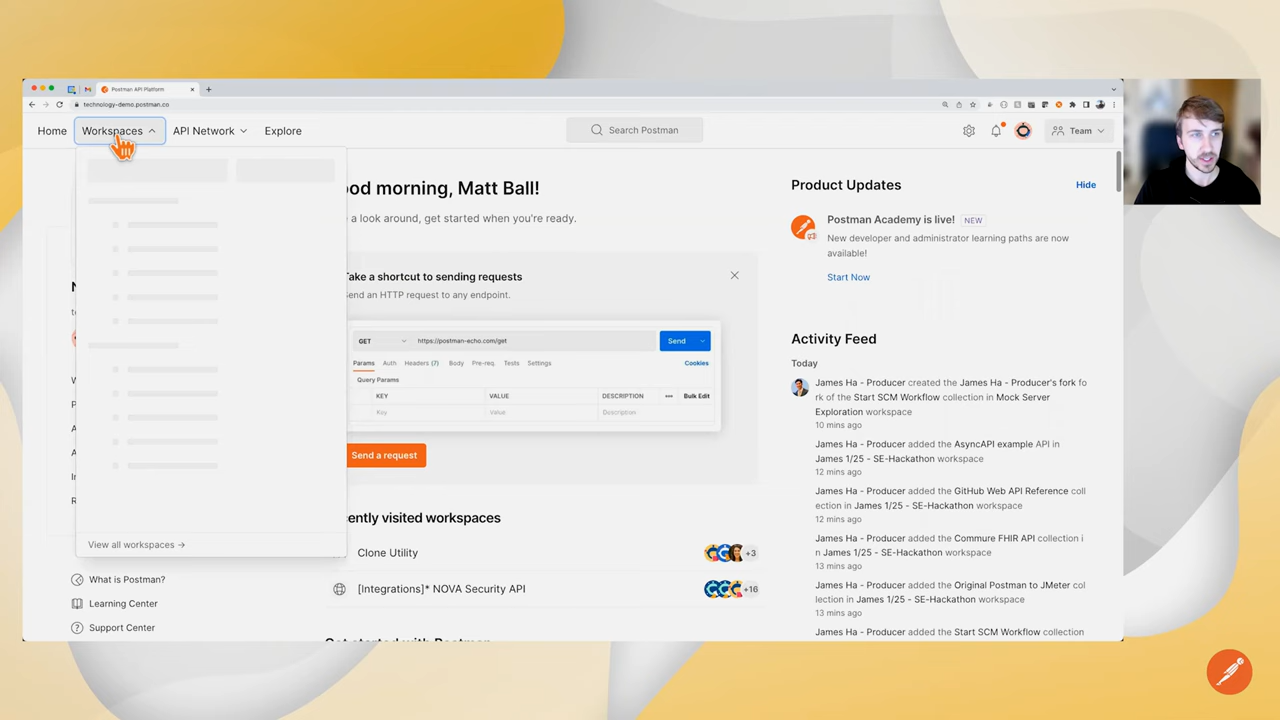 Postman API Platform
technology-demo.postman.co
Home
Workspaces
API Network
Explore
Search Postman
Team
ood morning, Matt Ball!
a look around, get started when you're ready.
Take a shortcut to sending requests
Send an HTTP request to any endpoint.
GET
https://postman-echo.com/get
Send
Params
Auth
Headers (7)
Body
Pre-req.
Tests
Settings
Cookies
Query Params
KEY
VALUE
DESCRIPTION
Bulk Edit
Key
Value
Description
Send a request
cently visited workspaces
Clone Utility
+3
[Integrations]* NOVA Security API
+16
View all workspaces →
What is Postman?
Learning Center
Support Center
Product Updates
Hide
Postman Academy is live! NEW
New developer and administrator learning paths are now
available!
Start Now
Activity Feed
Today
James Ha - Producer created the James Ha - Producer's fork fo
rk of the Start SCM Workflow collection in Mock Server
Exploration workspace
10 mins ago
James Ha - Producer added the AsyncAPI example API in
James 1/25 - SE-Hackathon workspace
12 mins ago
James Ha - Producer added the GitHub Web API Reference coll
ection in James 1/25 - SE-Hackathon workspace
12 mins ago
James Ha - Producer added the Commure FHIR API collection i
n James 1/25 - SE-Hackathon workspace
13 mins ago
James Ha - Producer added the Original Postman to JMeter col
lection in James 1/25 - SE-Hackathon workspace
13 mins ago
James Ha - Producer added the Start SCM Workflow collection